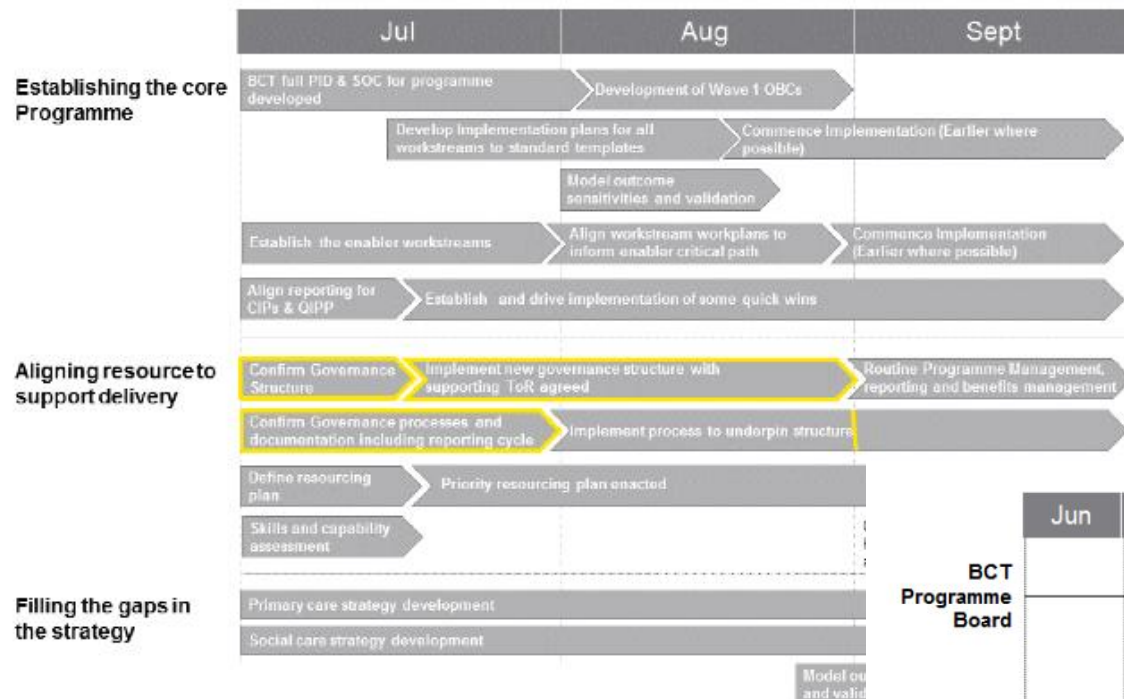 Jul
Aug
Sept
Establishing the core
Programme
BCT full PID & SOC for programme
developed
Development of Wave 1 OBCs
Develop Implementation plans for all
workstreams to standard templates
Commence Implementation (Earlier where
possible)
Model outcome
sensitivities and validation
Establish the enabler workstreams
Align workstream workplans to
inform enabler critical path
Commence Implementation
(Earlier where possible)
Align reporting for
CIPs & QIPP
Establish and drive implementation of some quick wins
Aligning resource to
support delivery
Confirm Governance
Structure
Implement new governance structure with
supporting ToR agreed
Routine Programme Management,
reporting and benefits management
Confirm Governance processes and
documentation including reporting cycle
Implement process to underpin structure
Define resourcing
plan
Priority resourcing plan enacted
Skills and capability
assessment
Jun
BCT
Programme
Board
Filling the gaps in
the strategy
Primary care strategy development
Social care strategy development
Model ou
and valid